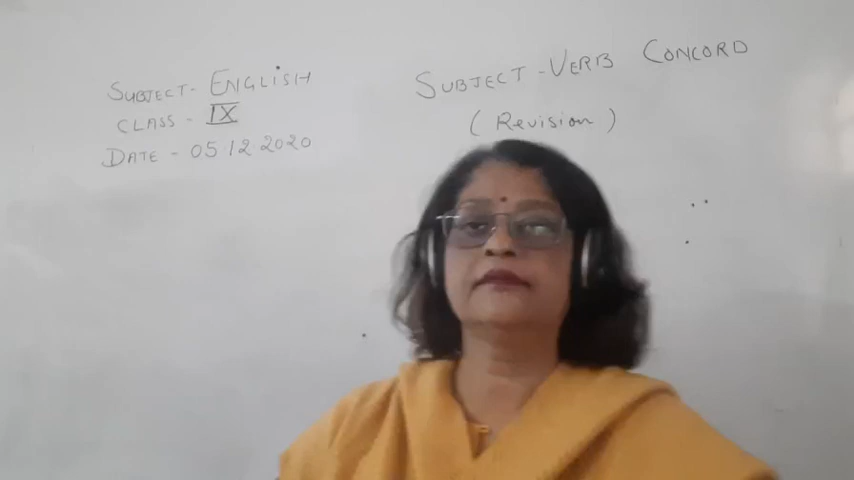 SUBJECT - ENGLISH
CLASS - IX
DATE - 05.12.2020
SUBJECT - VERB CONCORD
(Revision)